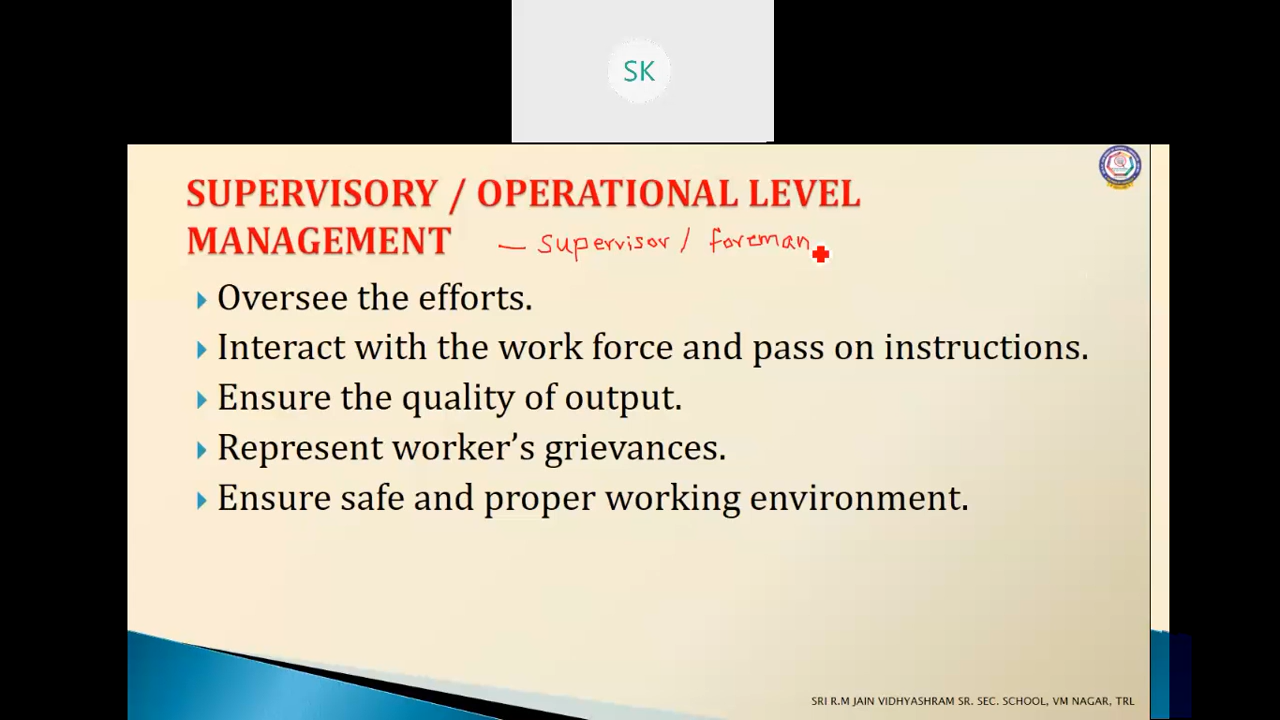 SK
SUPERVISORY / OPERATIONAL LEVEL
MANAGEMENT — Supervisor / foreman
Oversee the efforts.
Interact with the work force and pass on instructions.
Ensure the quality of output.
Represent worker’s grievances.
Ensure safe and proper working environment.
SRI R.M JAIN VIDHYASHRAM SR. SEC. SCHOOL, VM NAGAR, TRL